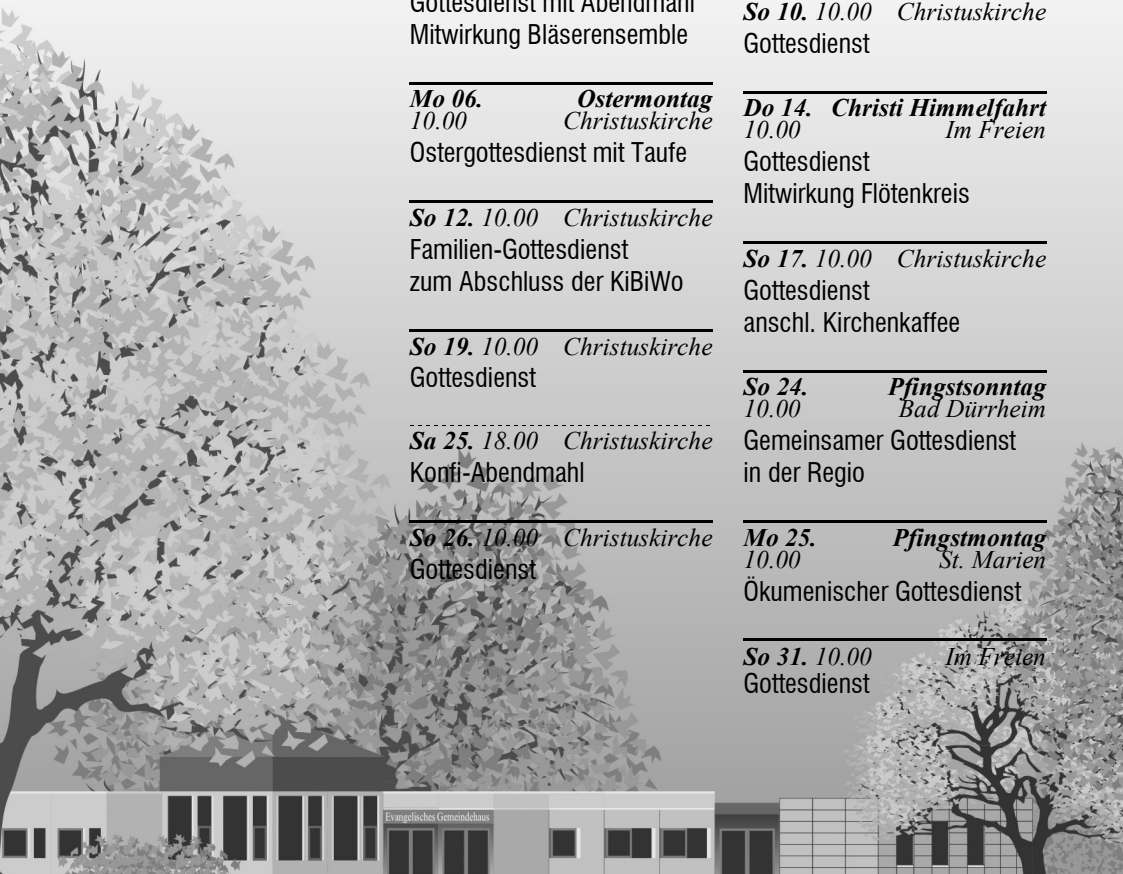 Gottesdienst mit Abendmahl
Mitwirkung Bläserensemble
Mo 06. Ostermontag
10.00 Christuskirche
Ostergottesdienst mit Taufe
So 12. 10.00 Christuskirche
Familien-Gottesdienst
zum Abschluss der KiBiWo
So 19. 10.00 Christuskirche
Gottesdienst
Sa 25. 18.00 Christuskirche
Konfi-Abendmahl
So 26. 10.00 Christuskirche
Gottesdienst
So 10. 10.00 Christuskirche
Gottesdienst
Do 14. Christi Himmelfahrt
10.00 Im Freien
Gottesdienst
Mitwirkung Flötenkreis
So 17. 10.00 Christuskirche
Gottesdienst
anschl. Kirchenkaffee
So 24. Pfingstsonntag
10.00 Bad Dürrheim
Gemeinsamer Gottesdienst
in der Regio
Mo 25. Pfingstmontag
10.00 St. Marien
Ökumenischer Gottesdienst
So 31. 10.00 Im Freien
Gottesdienst
Evangelisches Gemeindehaus